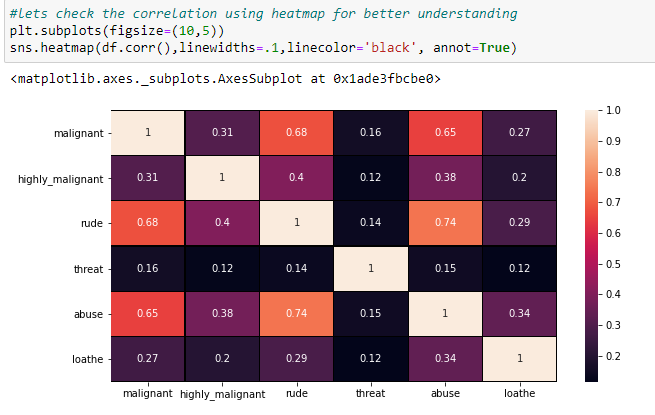 #lets check the correlation using heatmap for better understanding
plt.subplots(figsize=(10,5))
sns.heatmap(df.corr(),linewidths=.1,linecolor='black', annot=True)
<matplotlib.axes._subplots.AxesSubplot at 0x1ade3fbcbe0>
malignant 1 0.31 0.68 0.16 0.65 0.27
highly_malignant 0.31 1 0.4 0.12 0.38 0.2
rude 0.68 0.4 1 0.14 0.74 0.29
threat 0.16 0.12 0.14 1 0.15 0.12
abuse 0.65 0.38 0.74 0.15 1 0.34
loathe 0.27 0.2 0.29 0.12 0.34 1
malignant highly_malignant rude threat abuse loathe
1.0
0.9
0.8
0.7
0.6
0.5
0.4
0.3
0.2